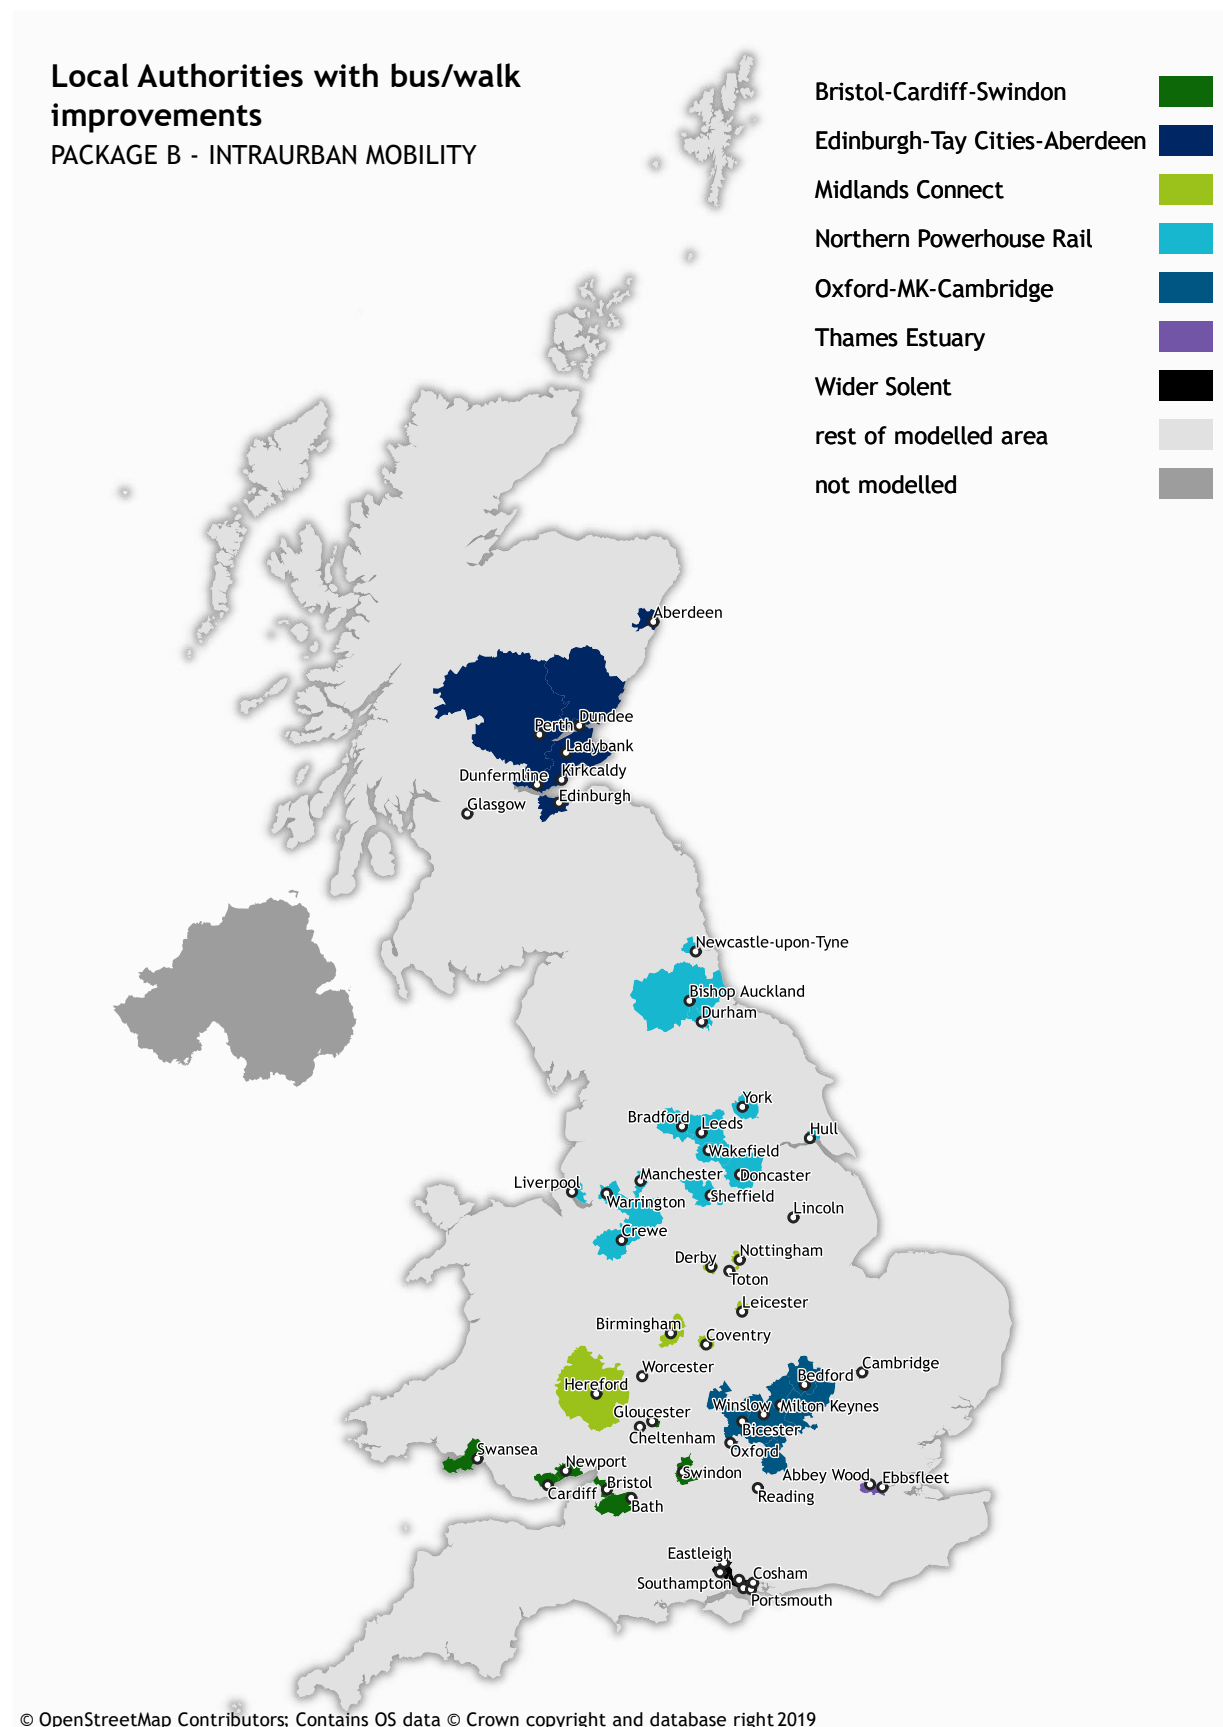 Local Authorities with bus/walk
improvements
PACKAGE B - INTRAURBAN MOBILITY
Bristol-Cardiff-Swindon
Edinburgh-Tay Cities-Aberdeen
Midlands Connect
Northern Powerhouse Rail
Oxford-MK-Cambridge
Thames Estuary
Wider Solent
rest of modelled area
not modelled
Aberdeen
Dundee
Perth
Ladybank
Kirkcaldy
Dunfermline
Edinburgh
Glasgow
Newcastle-upon-Tyne
Bishop Auckland
Durham
York
Bradford
Leeds
Hull
Wakefield
Manchester
Doncaster
Liverpool
Sheffield
Warrington
Lincoln
Crewe
Nottingham
Derby
Toton
Leicester
Birmingham
Coventry
Cambridge
Worcester
Bedford
Hereford
Winslow
Milton Keynes
Gloucester
Bicester
Cheltenham
Oxford
Swansea
Newport
Swindon
Abbey Wood
Ebbsfleet
Bristol
Cardiff
Reading
Bath
Eastleigh
Cosham
Southampton
Portsmouth
© OpenStreetMap Contributors; Contains OS data © Crown copyright and database right 2019